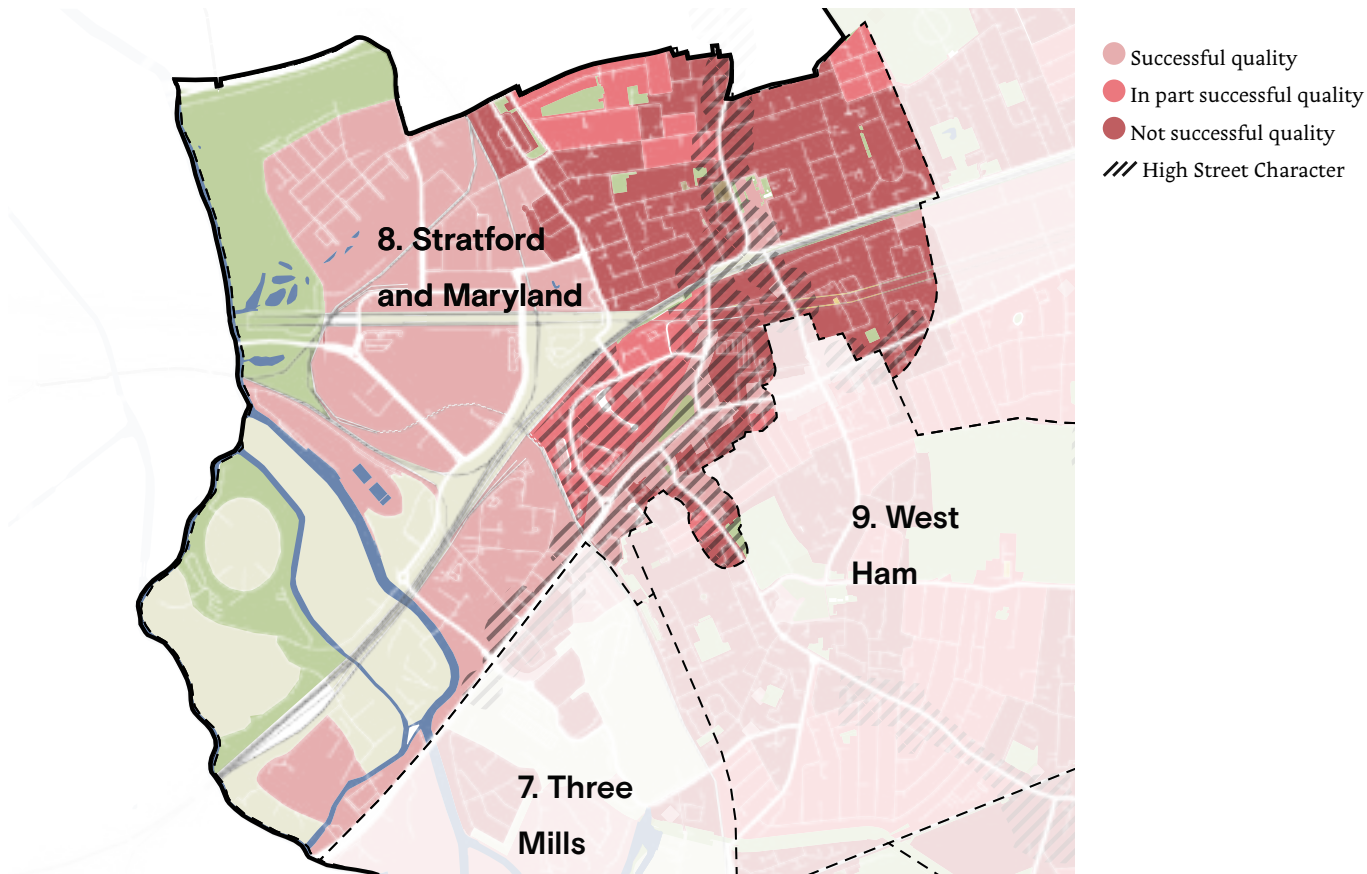 Successful quality
In part successful quality
Not successful quality
High Street Character
8. Stratford
and Maryland
9. West
Ham
7. Three
Mills